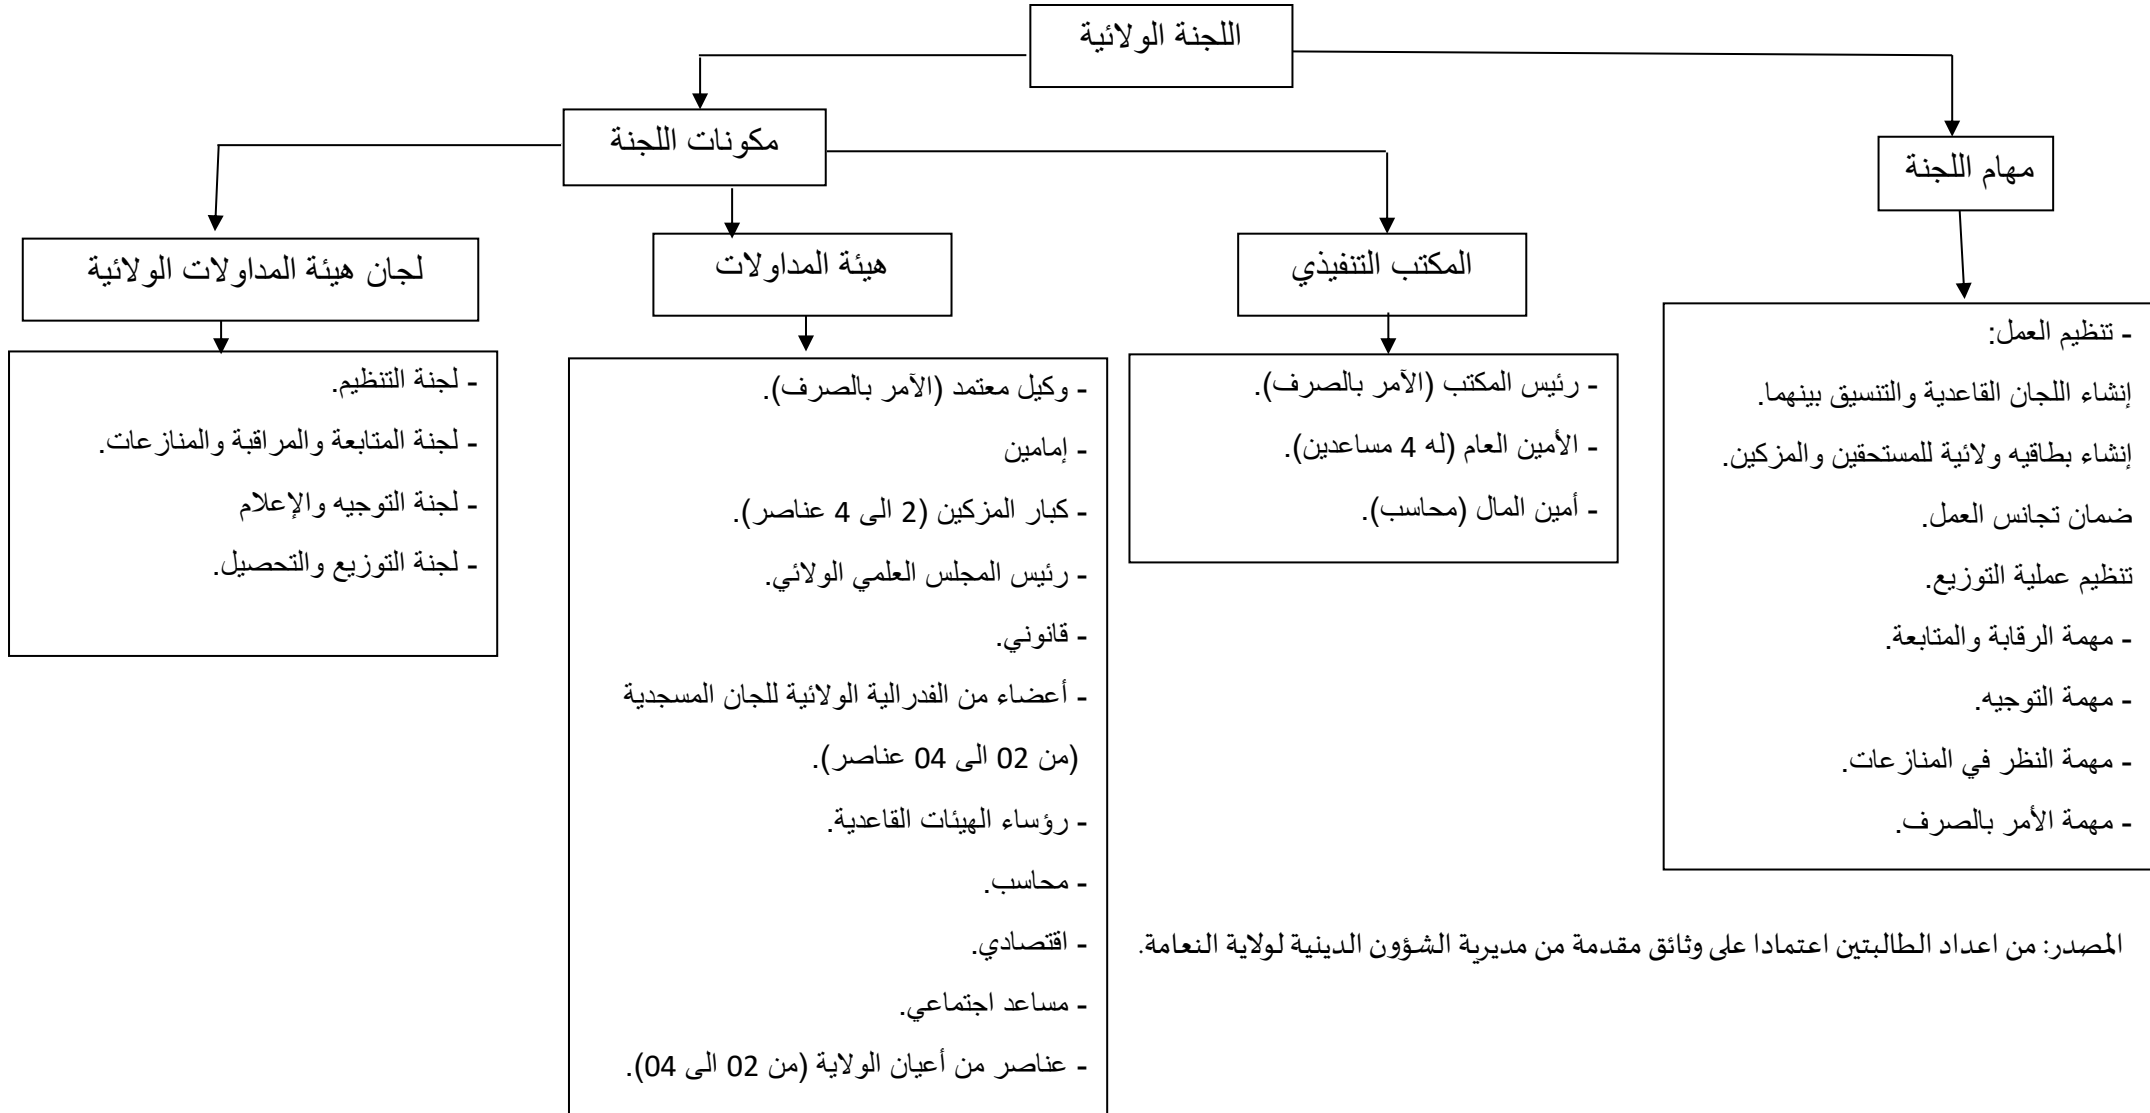 اللجنة الولائية
مهام اللجنة
مكونات اللجنة
المكتب التنفيذي
هيئة المداولات
لجان هيئة المداولات الولائية
- تنظيم العمل:
إنشاء اللجان القاعدية والتنسيق بينهما.
إنشاء بطاقيه ولائية للمستحقين والمزكين.
ضمان تجانس العمل.
تنظيم عملية التوزيع.
- مهمة الرقابة والمتابعة.
- مهمة التوجيه.
- مهمة النظر في المنازعات.
- مهمة الأمر بالصرف.
- رئيس المكتب (الآمر بالصرف).
- الأمين العام (له 4 مساعدين).
- أمين المال (محاسب).
- وكيل معتمد (الآمر بالصرف).
- إمامين
- كبار المزكين (2 الى 4 عناصر).
- رئيس المجلس العلمي الولائي.
- قانوني.
- أعضاء من الفدرالية الولائية للجان المسجدية
(من 02 الى 04 عناصر).
- رؤساء الهيئات القاعدية.
- محاسب.
- اقتصادي.
- مساعد اجتماعي.
- عناصر من أعيان الولاية (من 02 الى 04).
- لجنة التنظيم.
- لجنة المتابعة والمراقبة والمنازعات.
- لجنة التوجيه والإعلام
- لجنة التوزيع والتحصيل.
المصدر: من اعداد الطالبتين اعتمادا على وثائق مقدمة من مديرية الشؤون الدينية لولاية النعامة.